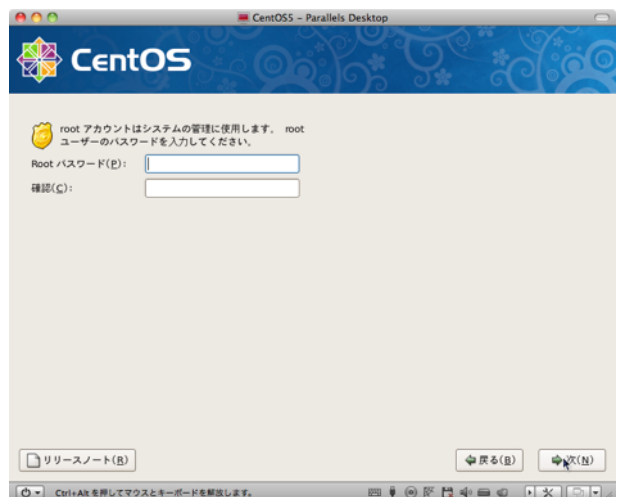 CentOS5 - Parallels Desktop
CentOS
root アカウントはシステムの管理に使用します。 root
ユーザーのパスワードを入力してください。
Root パスワード(P):
確認(C):
リリースノート(R)
戻る(B)
次(N)
Ctrl+Alt を押してマウスとキーボードを解放します。